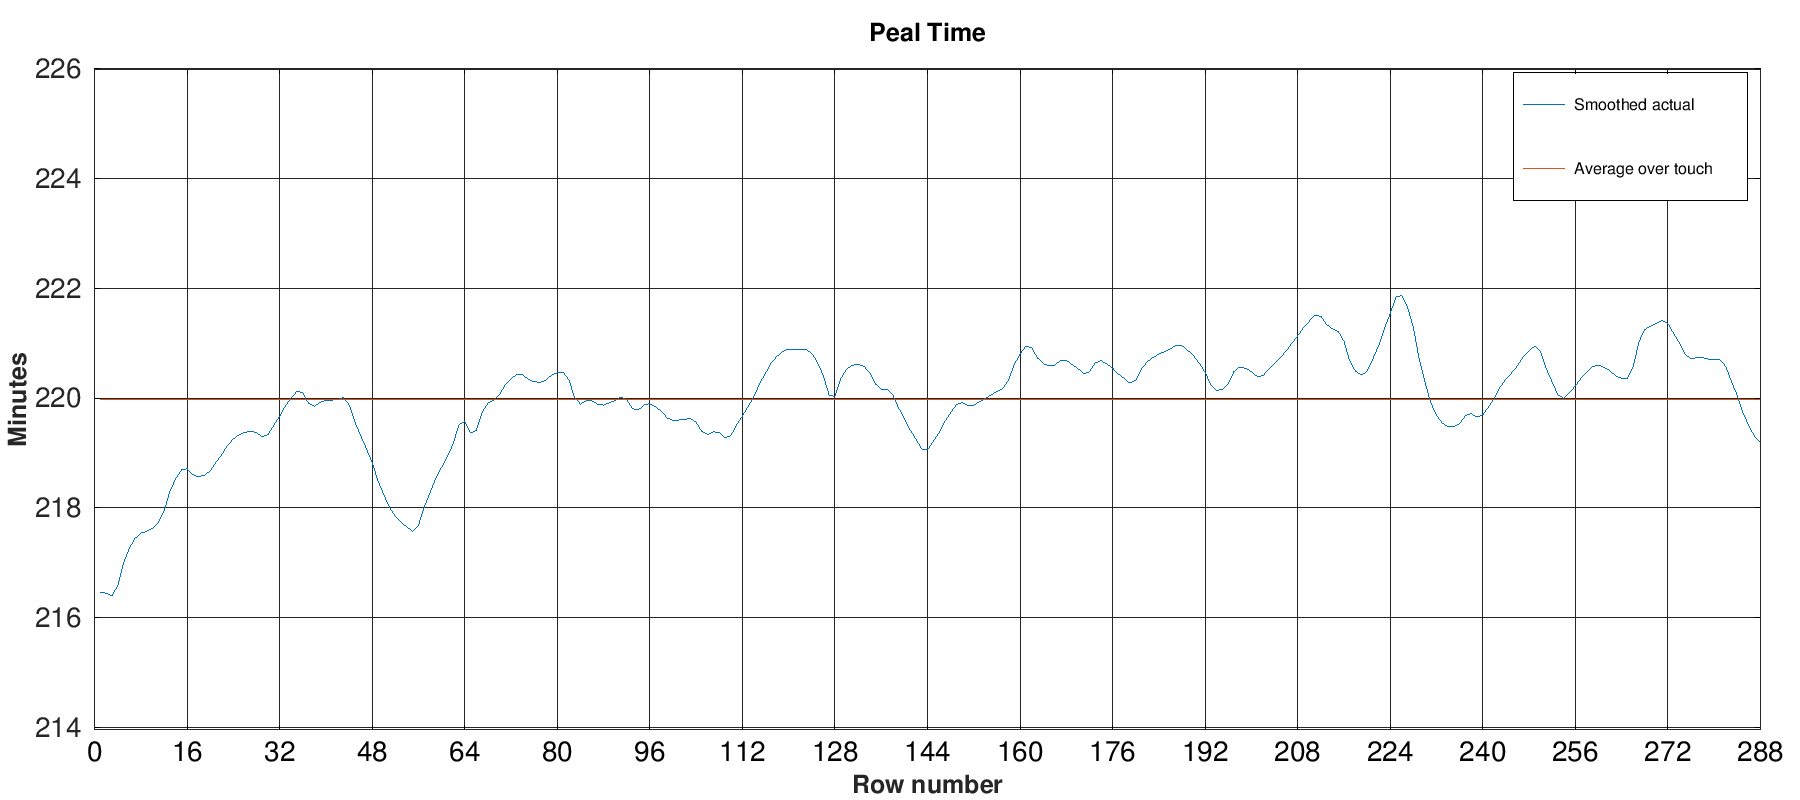 Peal Time
226
224
222
220
218
216
214
Minutes
Smoothed actual
Average over touch
0 16 32 48 64 80 96 112 128 144 160 176 192 208 224 240 256 272 288
Row number